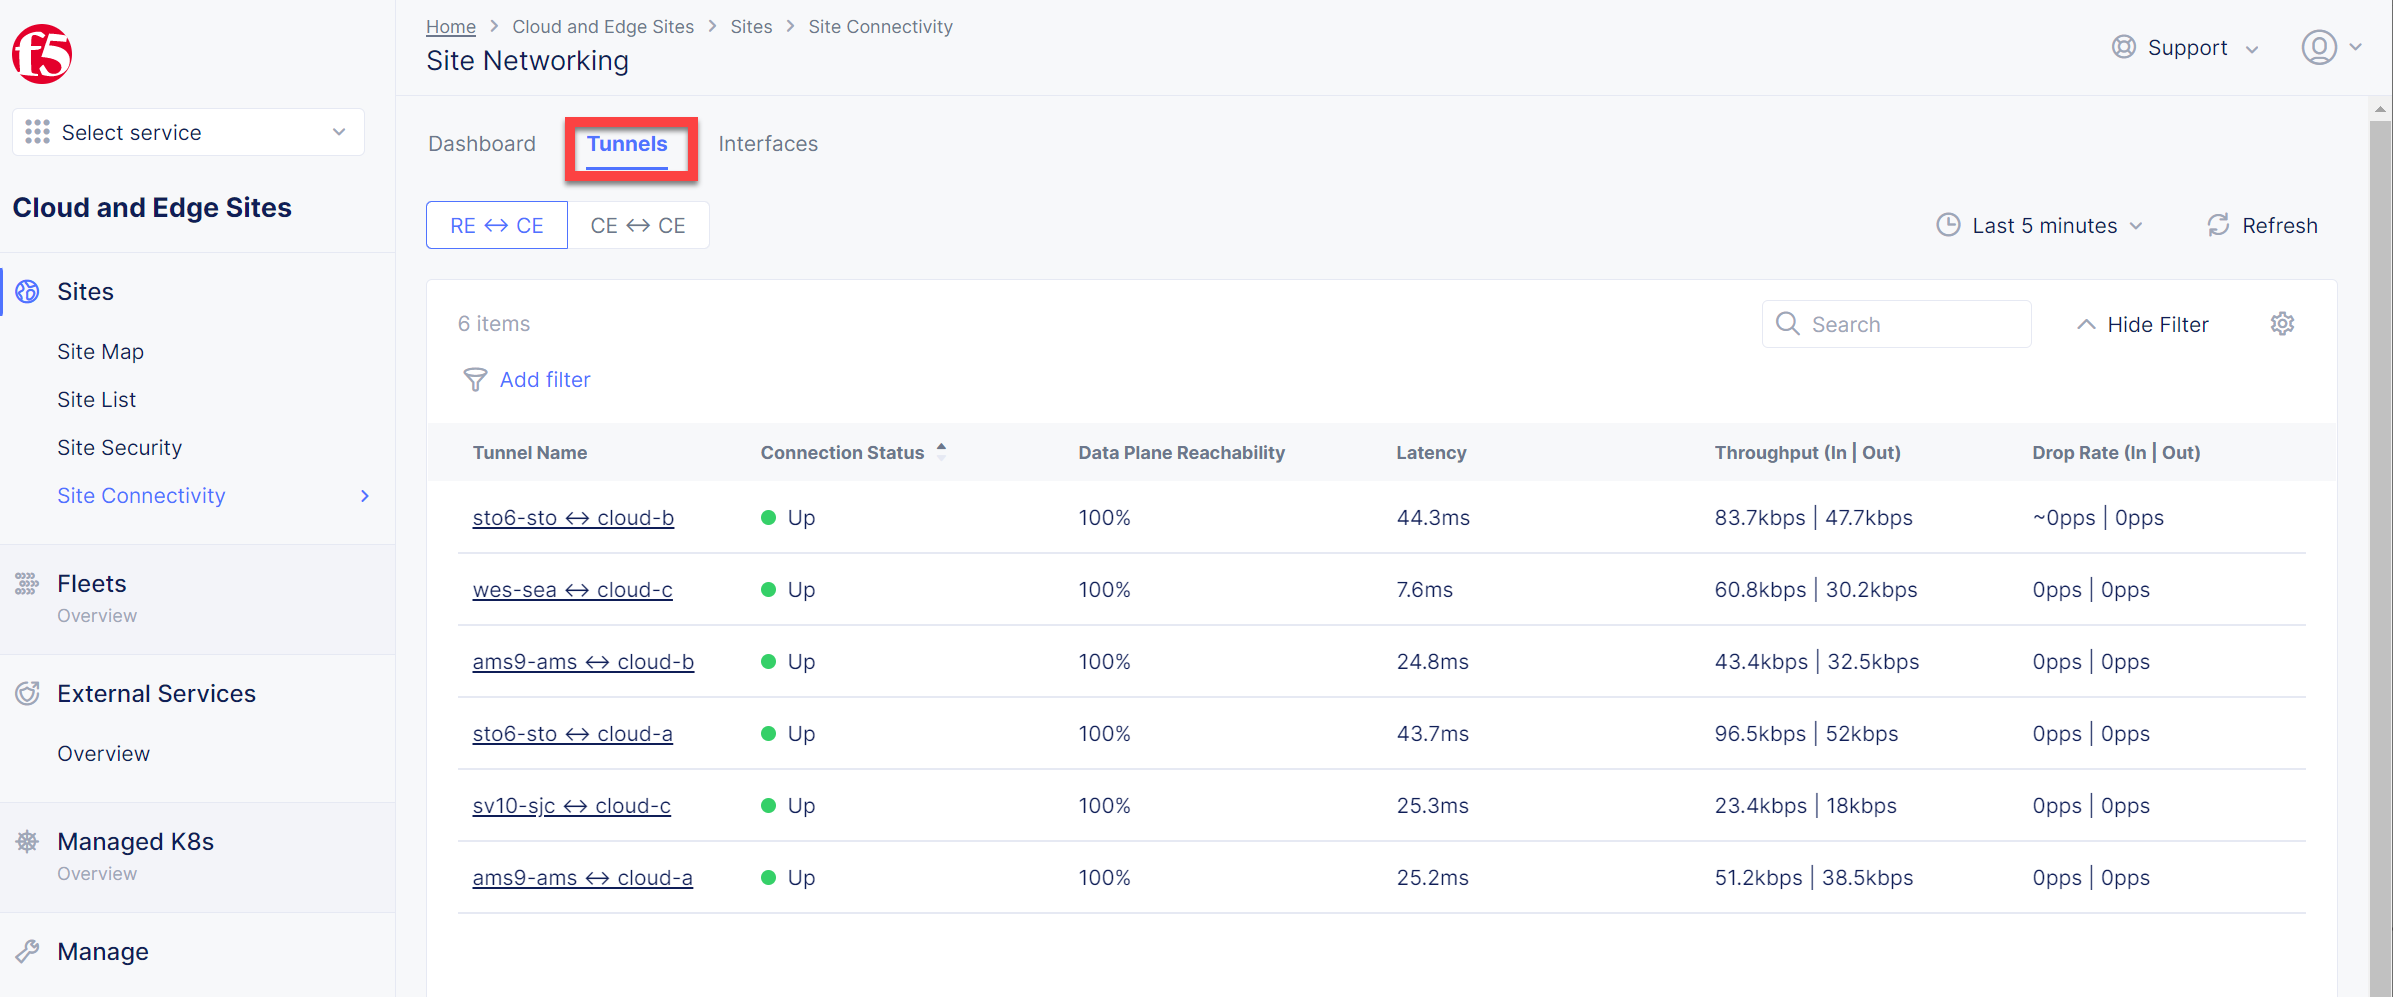 f5
Select service
Cloud and Edge Sites
Sites
Site Map
Site List
Site Security
Site Connectivity
Fleets
Overview
External Services
Overview
Managed K8s
Overview
Manage
Home > Cloud and Edge Sites > Sites > Site Connectivity
Site Networking
Support
Dashboard Tunnels Interfaces
RE ↔ CE CE ↔ CE
Last 5 minutes Refresh
6 items
Search
Hide Filter
Add filter
Tunnel Name Connection Status Data Plane Reachability Latency Throughput (In | Out) Drop Rate (In | Out)
sto6-sto ↔ cloud-b Up 100% 44.3ms 83.7kbps | 47.7kbps ~0pps | 0pps
wes-sea ↔ cloud-c Up 100% 7.6ms 60.8kbps | 30.2kbps 0pps | 0pps
ams9-ams ↔ cloud-b Up 100% 24.8ms 43.4kbps | 32.5kbps 0pps | 0pps
sto6-sto ↔ cloud-a Up 100% 43.7ms 96.5kbps | 52kbps 0pps | 0pps
sv10-sjc ↔ cloud-c Up 100% 25.3ms 23.4kbps | 18kbps 0pps | 0pps
ams9-ams ↔ cloud-a Up 100% 25.2ms 51.2kbps | 38.5kbps 0pps | 0pps